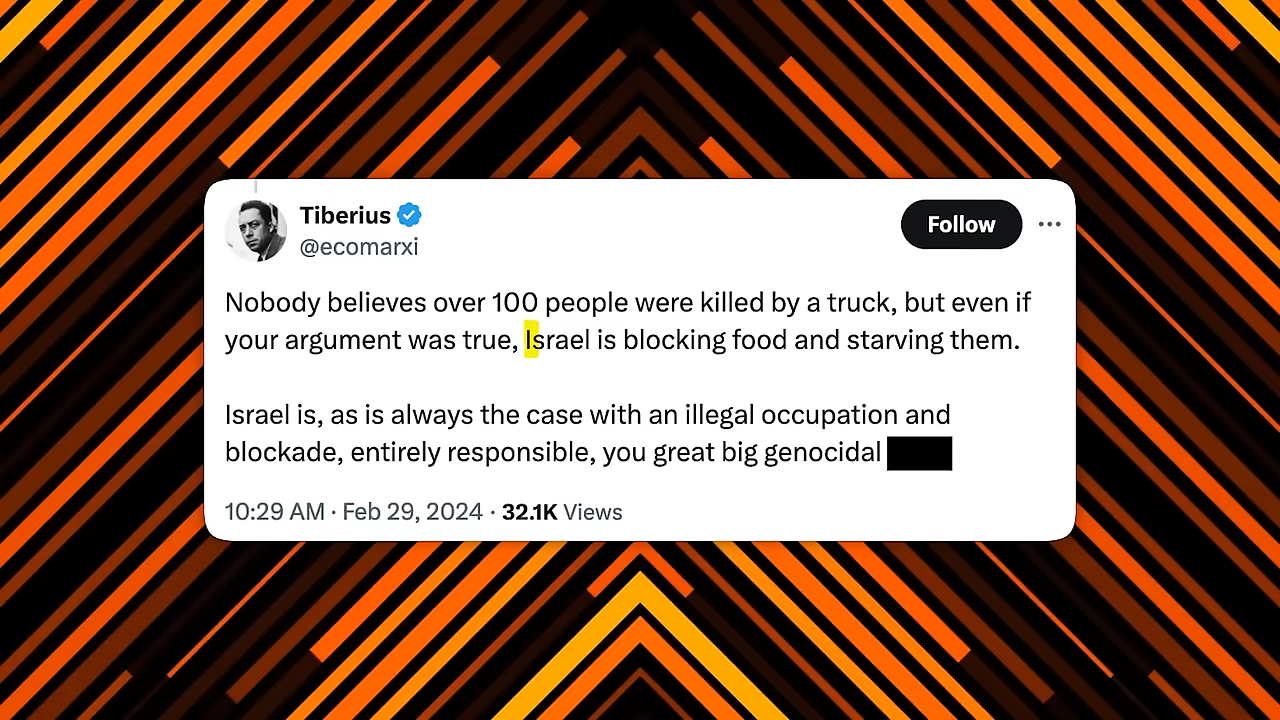 Tiberius
@ecomarxi
Follow
Nobody believes over 100 people were killed by a truck, but even if
your argument was true, Israel is blocking food and starving them.
Israel is, as is always the case with an illegal occupation and
blockade, entirely responsible, you great big genocidal
10:29 AM · Feb 29, 2024 · 32.1K Views